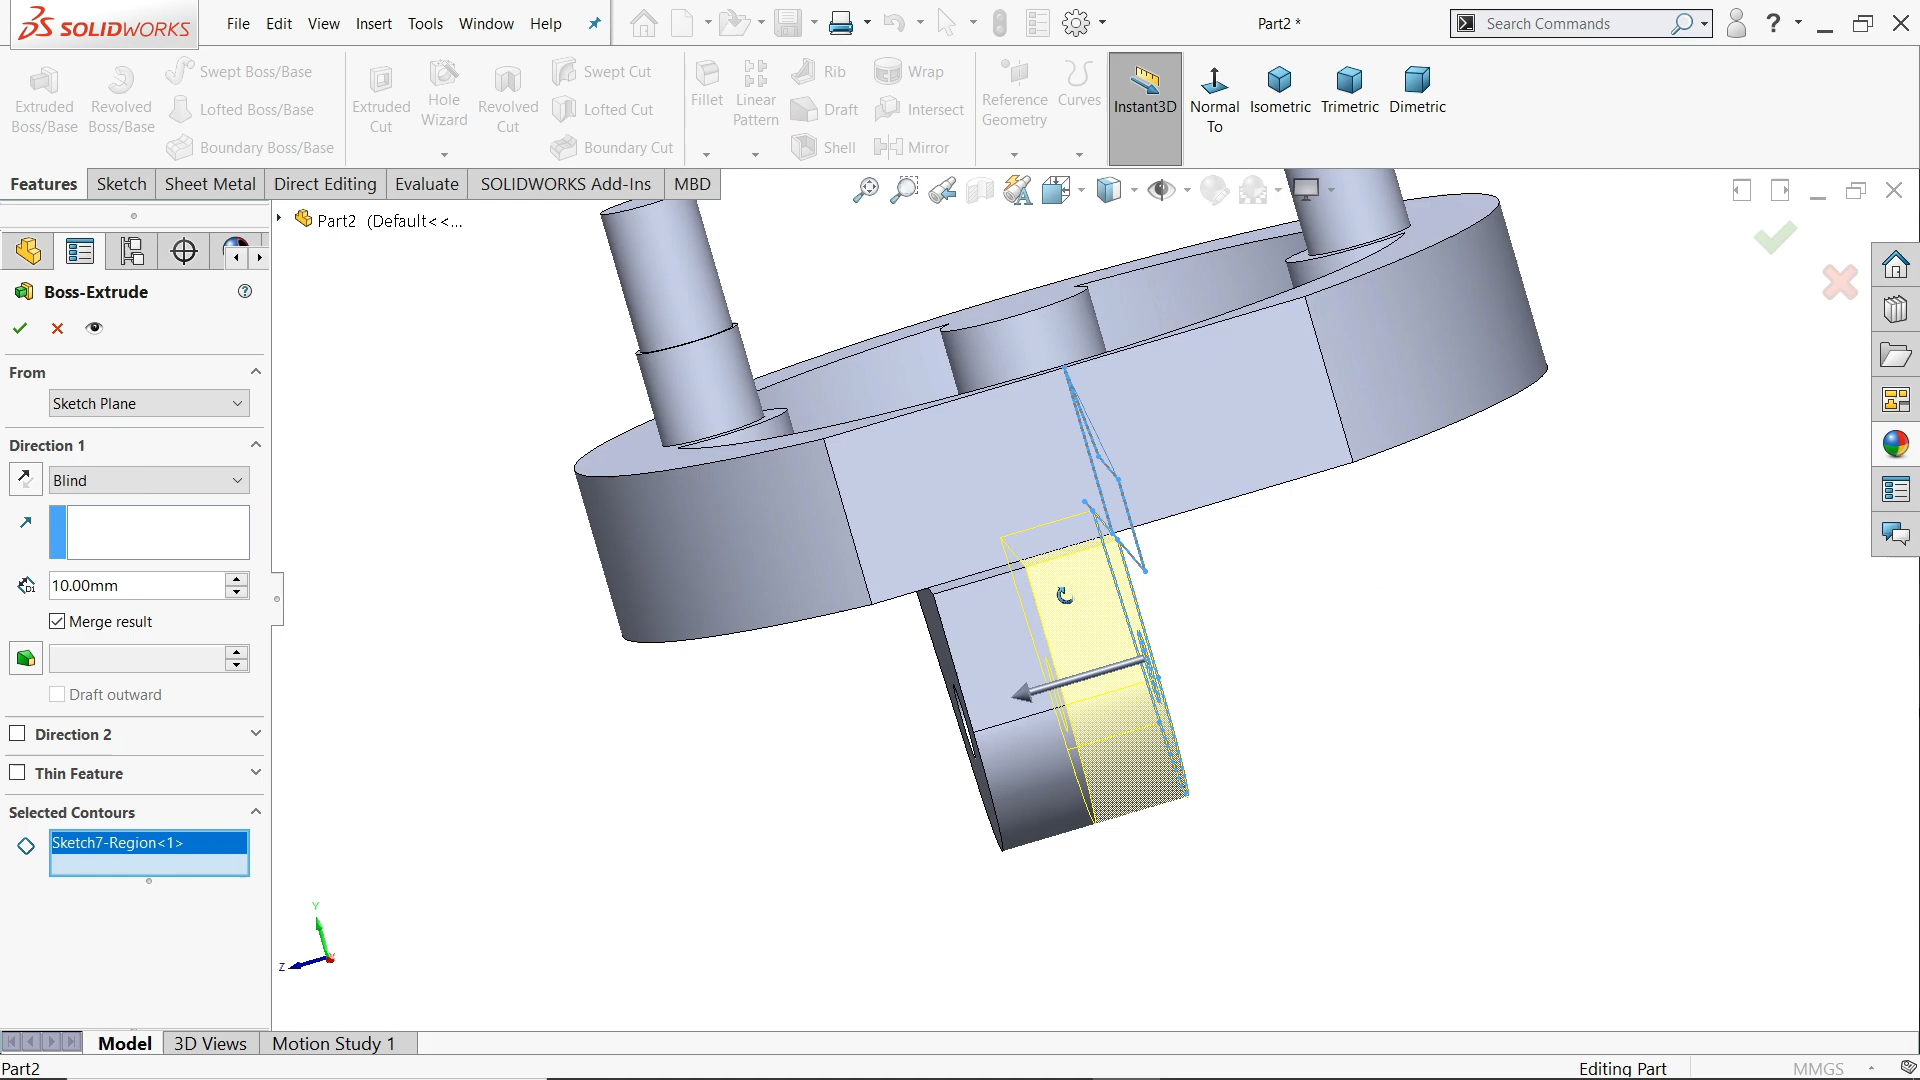 SOLIDWORKS File Edit View Insert Tools Window Help Part2 * Search Commands ?
Extruded Boss/Base
Revolved Boss/Base
Swept Boss/Base
Lofted Boss/Base
Boundary Boss/Base
Extruded Cut
Hole Wizard
Revolved Cut
Swept Cut
Lofted Cut
Boundary Cut
Fillet
Linear Pattern
Rib
Draft
Shell
Wrap
Intersect
Mirror
Reference Geometry
Curves
Instant3D
Normal To
Isometric
Trimetric
Dimetric
Features Sketch Sheet Metal Direct Editing Evaluate SOLIDWORKS Add-Ins MBD
Part2 (Default<<...
Boss-Extrude
From
Sketch Plane
Direction 1
Blind
D1
10.00mm
Merge result
Draft outward
Direction 2
Thin Feature
Selected Contours
Sketch7-Region<1>
Y
Z
Model 3D Views Motion Study 1
Part2 Editing Part MMGS